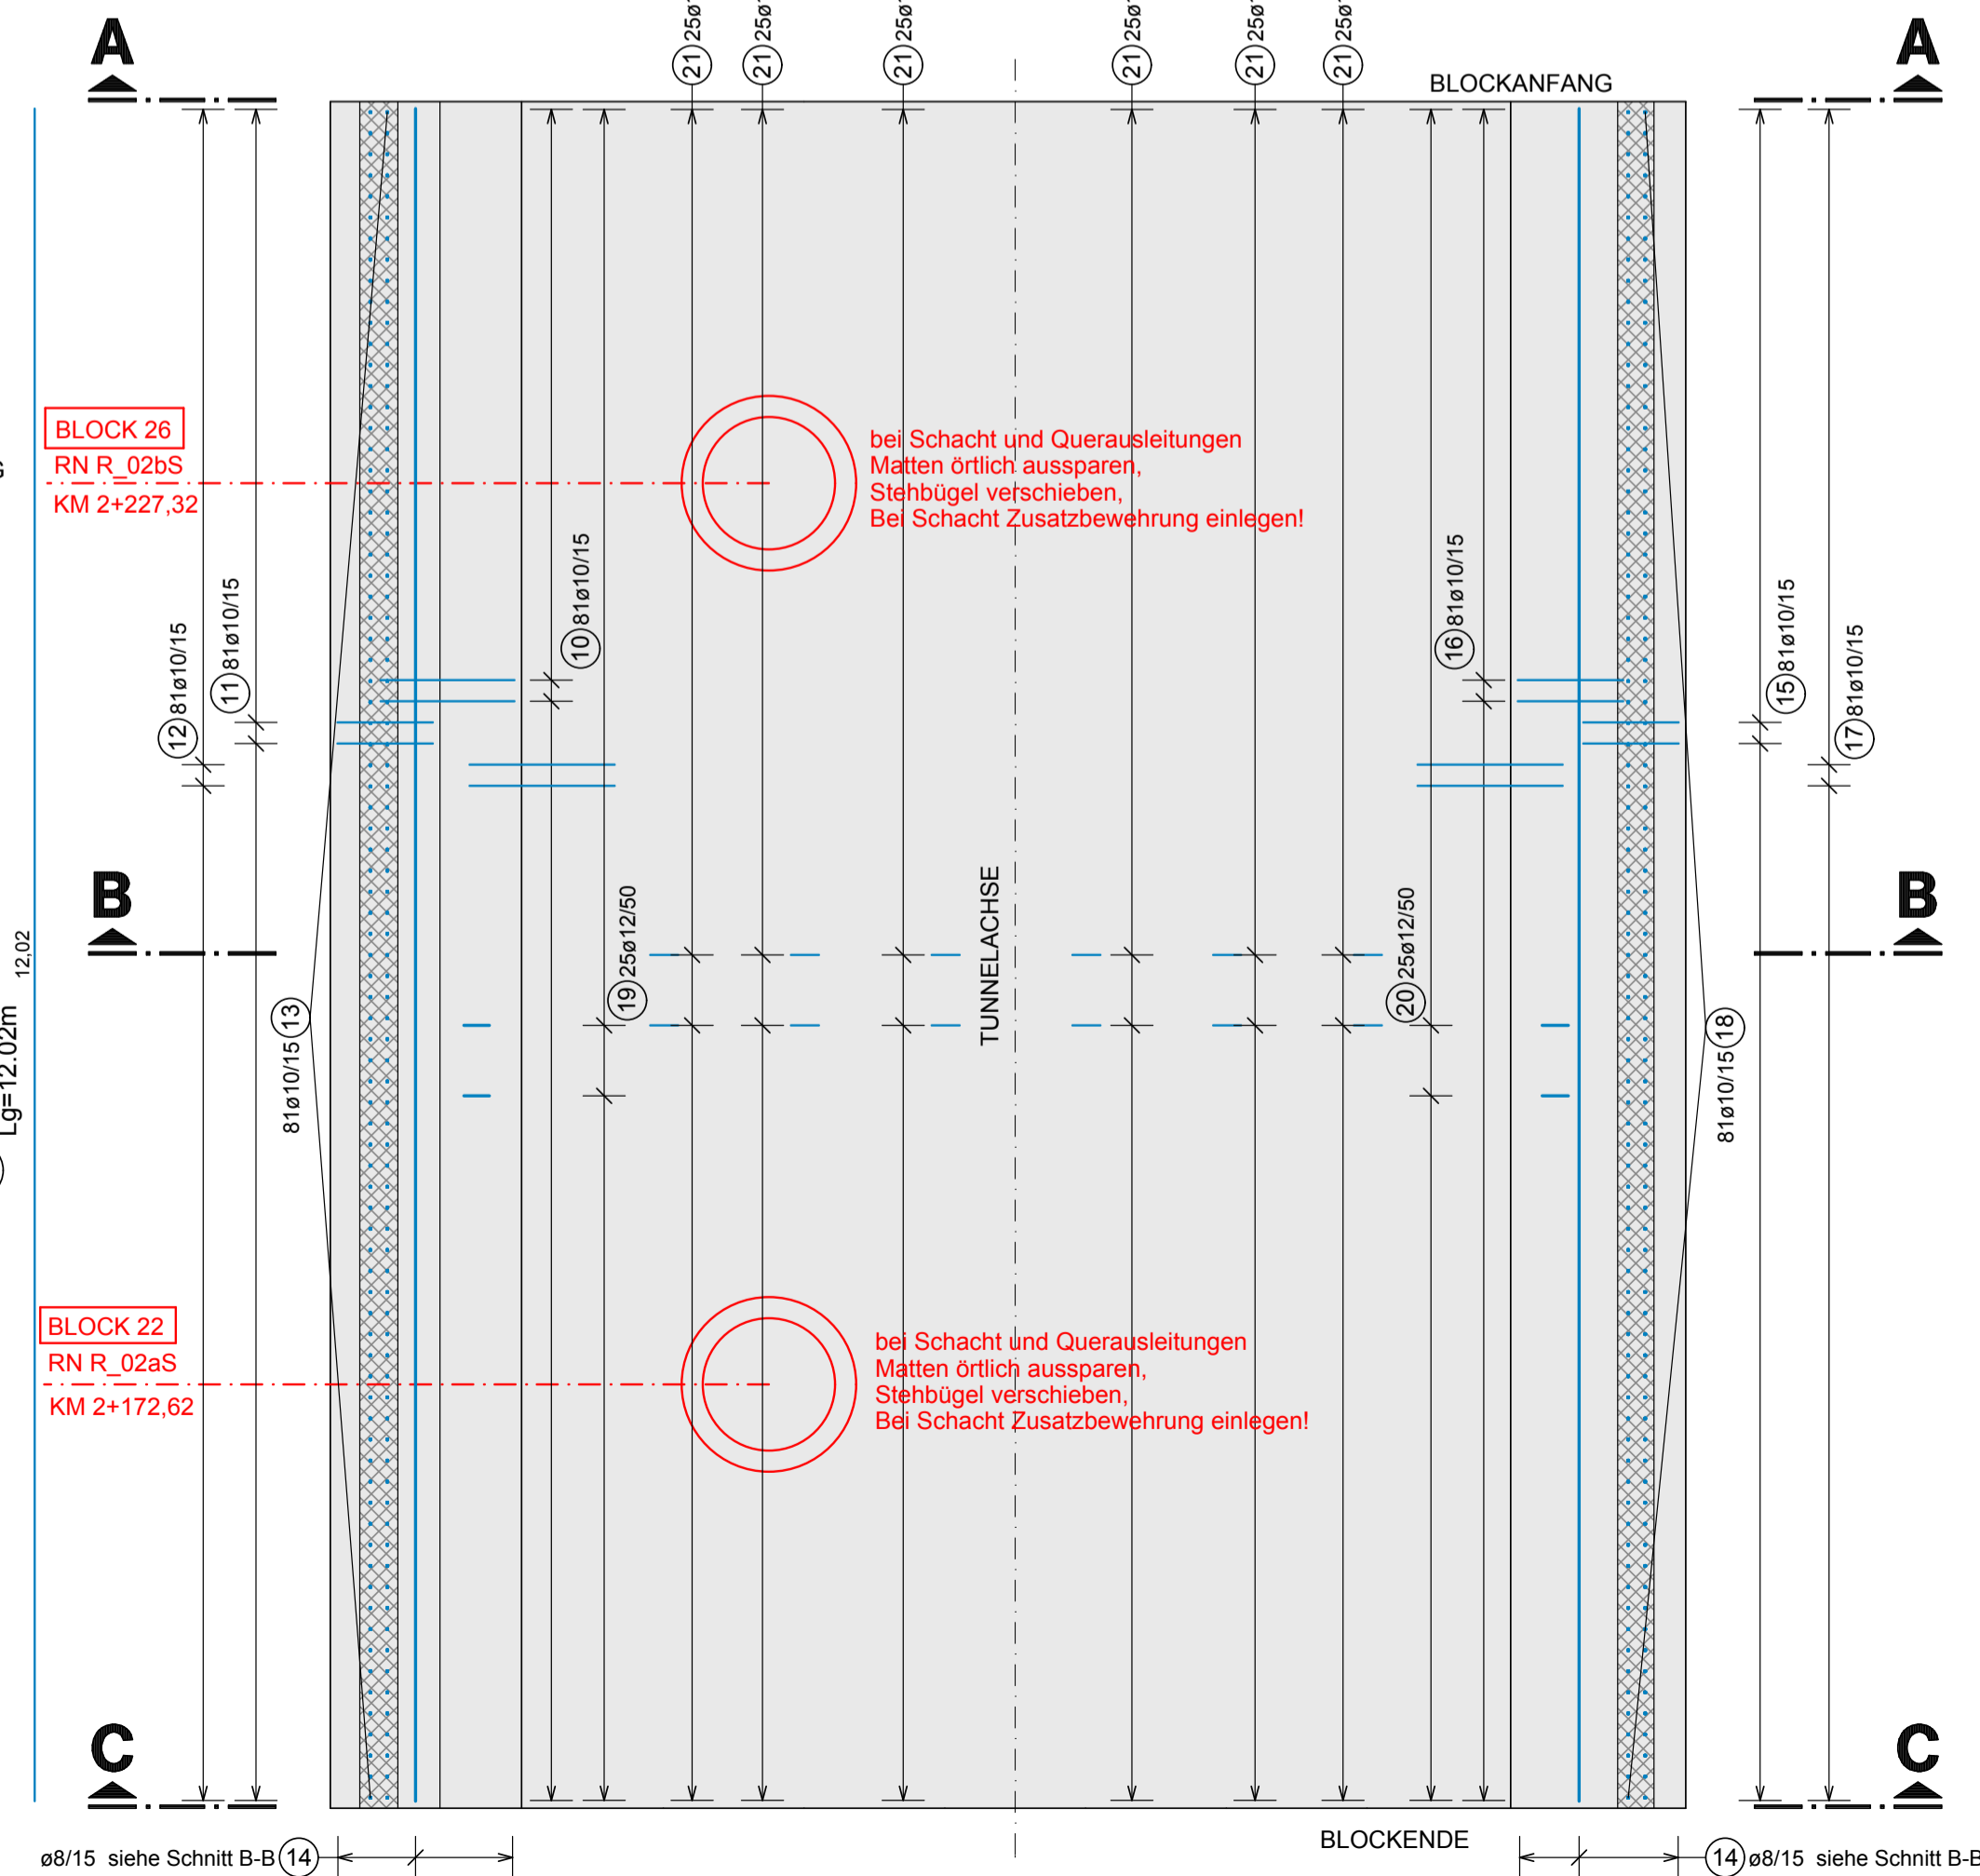 A
A
21 25ø
21 25ø
21 25ø
21 25ø
21 25ø
21 25ø
BLOCKANFANG
BLOCK 26
RN R_02bS
KM 2+227,32
bei Schacht und Querausleitungen
Matten örtlich aussparen,
Stehbügel verschieben,
Bei Schacht Zusatzbewehrung einlegen!
12 81ø10/15
11 81ø10/15
10 81ø10/15
16 81ø10/15
15 81ø10/15
17 81ø10/15
B
B
12,02
Lg=12.02m
81ø10/15 13
19 25ø12/50
TUNNELACHSE
20 25ø12/50
81ø10/15 18
BLOCK 22
RN R_02aS
KM 2+172,62
bei Schacht und Querausleitungen
Matten örtlich aussparen,
Stehbügel verschieben,
Bei Schacht Zusatzbewehrung einlegen!
C
C
BLOCKENDE
ø8/15 siehe Schnitt B-B 14
14 ø8/15 siehe Schnitt B-B